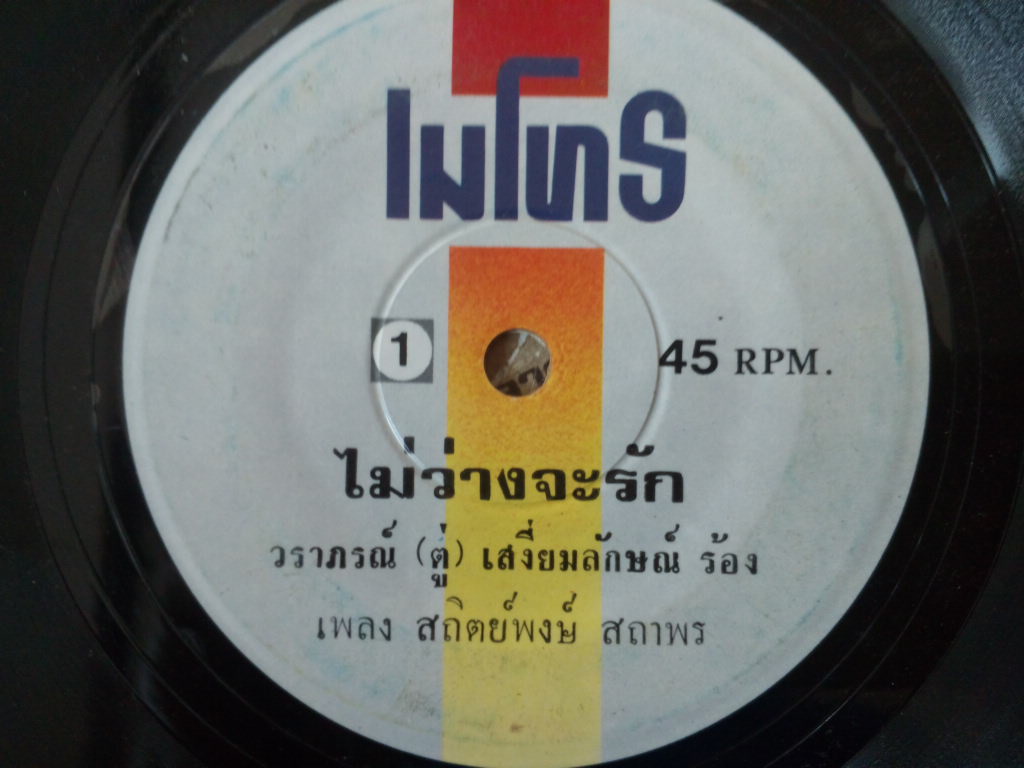 เมโทร
1
45 RPM.
ไม่ว่างจะรัก
วราภรณ์ (ตู่) เสงี่ยมลักษณ์ ร้อง
เพลง สถิตย์พงษ์ สถาพร